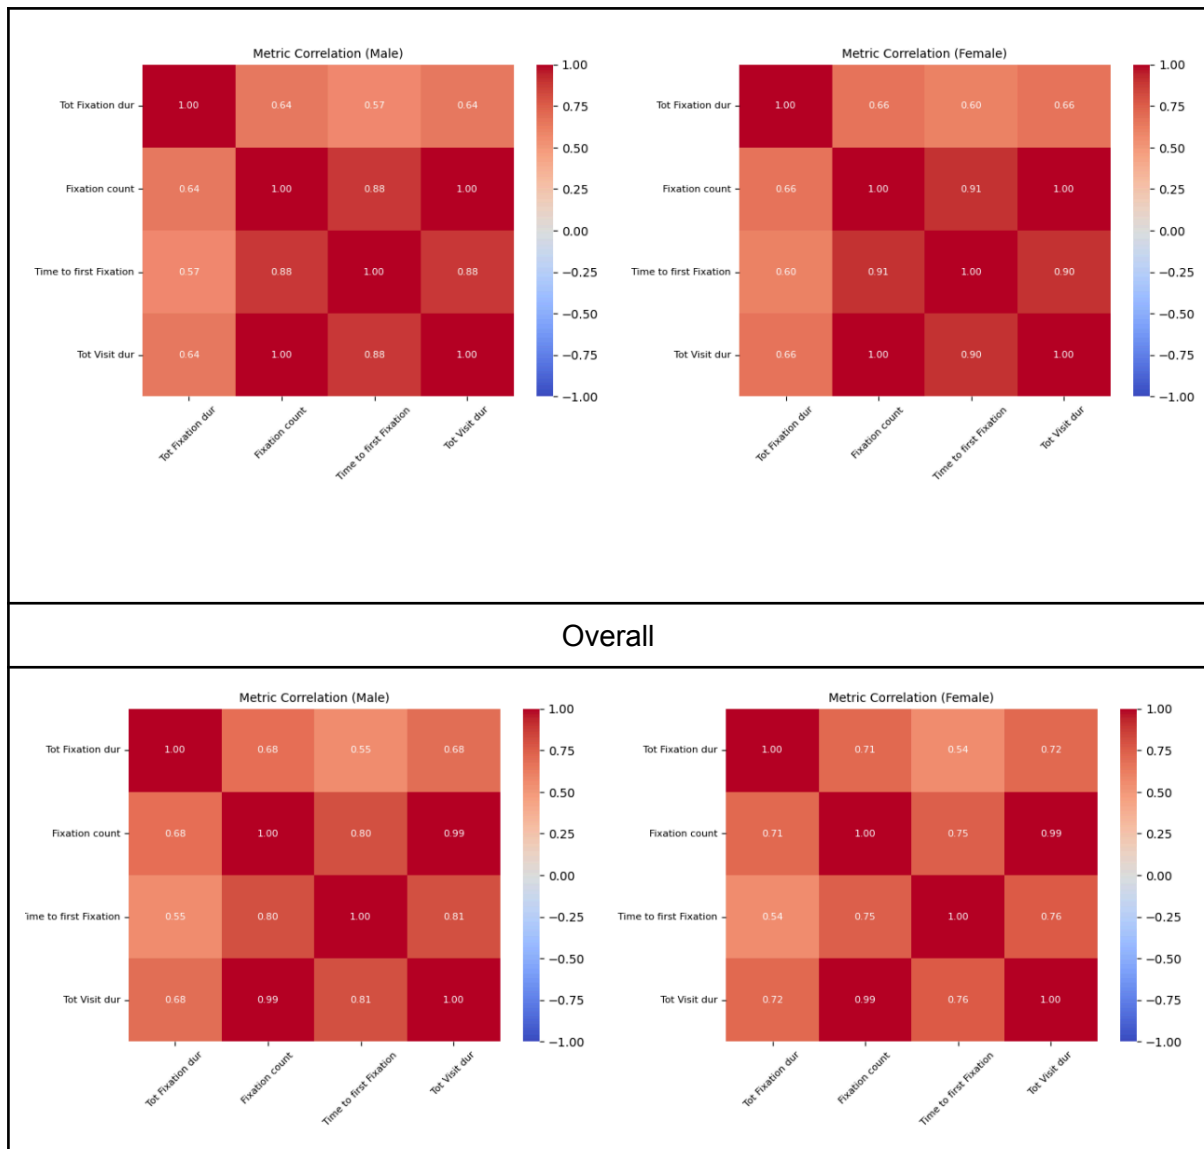 Metric Correlation (Male)
Tot Fixation dur
Fixation count
Time to first Fixation
Tot Visit dur
1.00 0.64 0.57 0.64
0.64 1.00 0.88 1.00
0.57 0.88 1.00 0.88
0.64 1.00 0.88 1.00
Tot Fixation dur
Fixation count
Time to first Fixation
Tot Visit dur
1.00
0.75
0.50
0.25
0.00
−0.25
−0.50
−0.75
−1.00
Metric Correlation (Female)
Tot Fixation dur
Fixation count
Time to first Fixation
Tot Visit dur
1.00 0.66 0.60 0.66
0.66 1.00 0.91 1.00
0.60 0.91 1.00 0.90
0.66 1.00 0.90 1.00
Tot Fixation dur
Fixation count
Time to first Fixation
Tot Visit dur
1.00
0.75
0.50
0.25
0.00
−0.25
−0.50
−0.75
−1.00
Overall
Metric Correlation (Male)
Tot Fixation dur
Fixation count
Time to first Fixation
Tot Visit dur
1.00 0.68 0.55 0.68
0.68 1.00 0.80 0.99
0.55 0.80 1.00 0.81
0.68 0.99 0.81 1.00
Tot Fixation dur
Fixation count
Time to first Fixation
Tot Visit dur
1.00
0.75
0.50
0.25
0.00
−0.25
−0.50
−0.75
−1.00
Metric Correlation (Female)
Tot Fixation dur
Fixation count
Time to first Fixation
Tot Visit dur
1.00 0.71 0.54 0.72
0.71 1.00 0.75 0.99
0.54 0.75 1.00 0.76
0.72 0.99 0.76 1.00
Tot Fixation dur
Fixation count
Time to first Fixation
Tot Visit dur
1.00
0.75
0.50
0.25
0.00
−0.25
−0.50
−0.75
−1.00